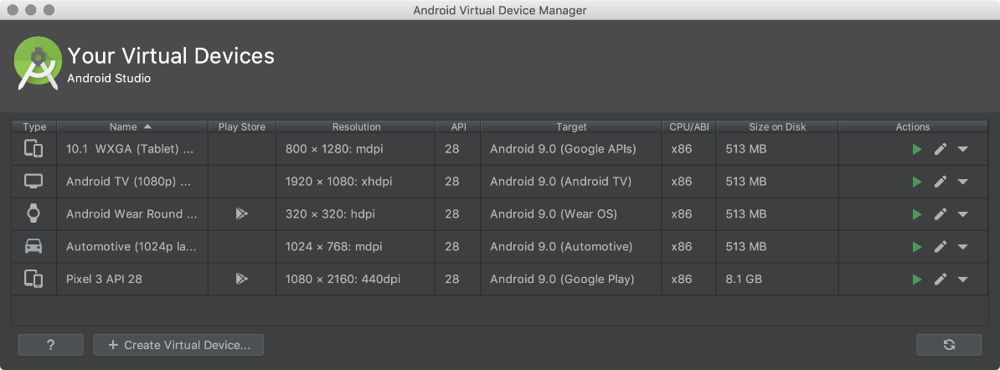 Android Virtual Device Manager
Your Virtual Devices
Android Studio
Type Name Play Store Resolution API Target CPU/ABI Size on Disk Actions
10.1 WXGA (Tablet) ... 800 × 1280: mdpi 28 Android 9.0 (Google APIs) x86 513 MB
Android TV (1080p) ... 1920 × 1080: xhdpi 28 Android 9.0 (Android TV) x86 513 MB
Android Wear Round ... 320 × 320: hdpi 28 Android 9.0 (Wear OS) x86 513 MB
Automotive (1024p la... 1024 × 768: mdpi 28 Android 9.0 (Automotive) x86 513 MB
Pixel 3 API 28 1080 × 2160: 440dpi 28 Android 9.0 (Google Play) x86 8.1 GB
? + Create Virtual Device...